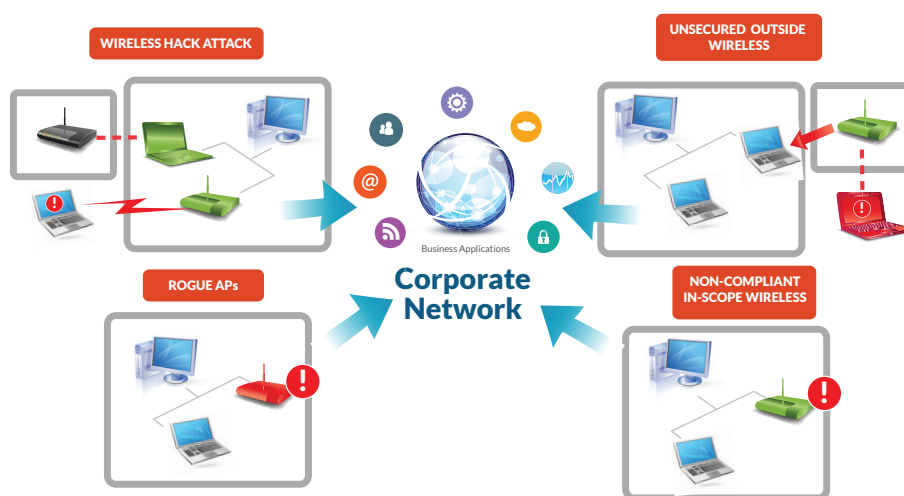 WIRELESS HACK ATTACK
UNSECURED OUTSIDE
WIRELESS
@
Business Applications
Corporate
Network
ROGUE APs
NON-COMPLIANT
IN-SCOPE WIRELESS